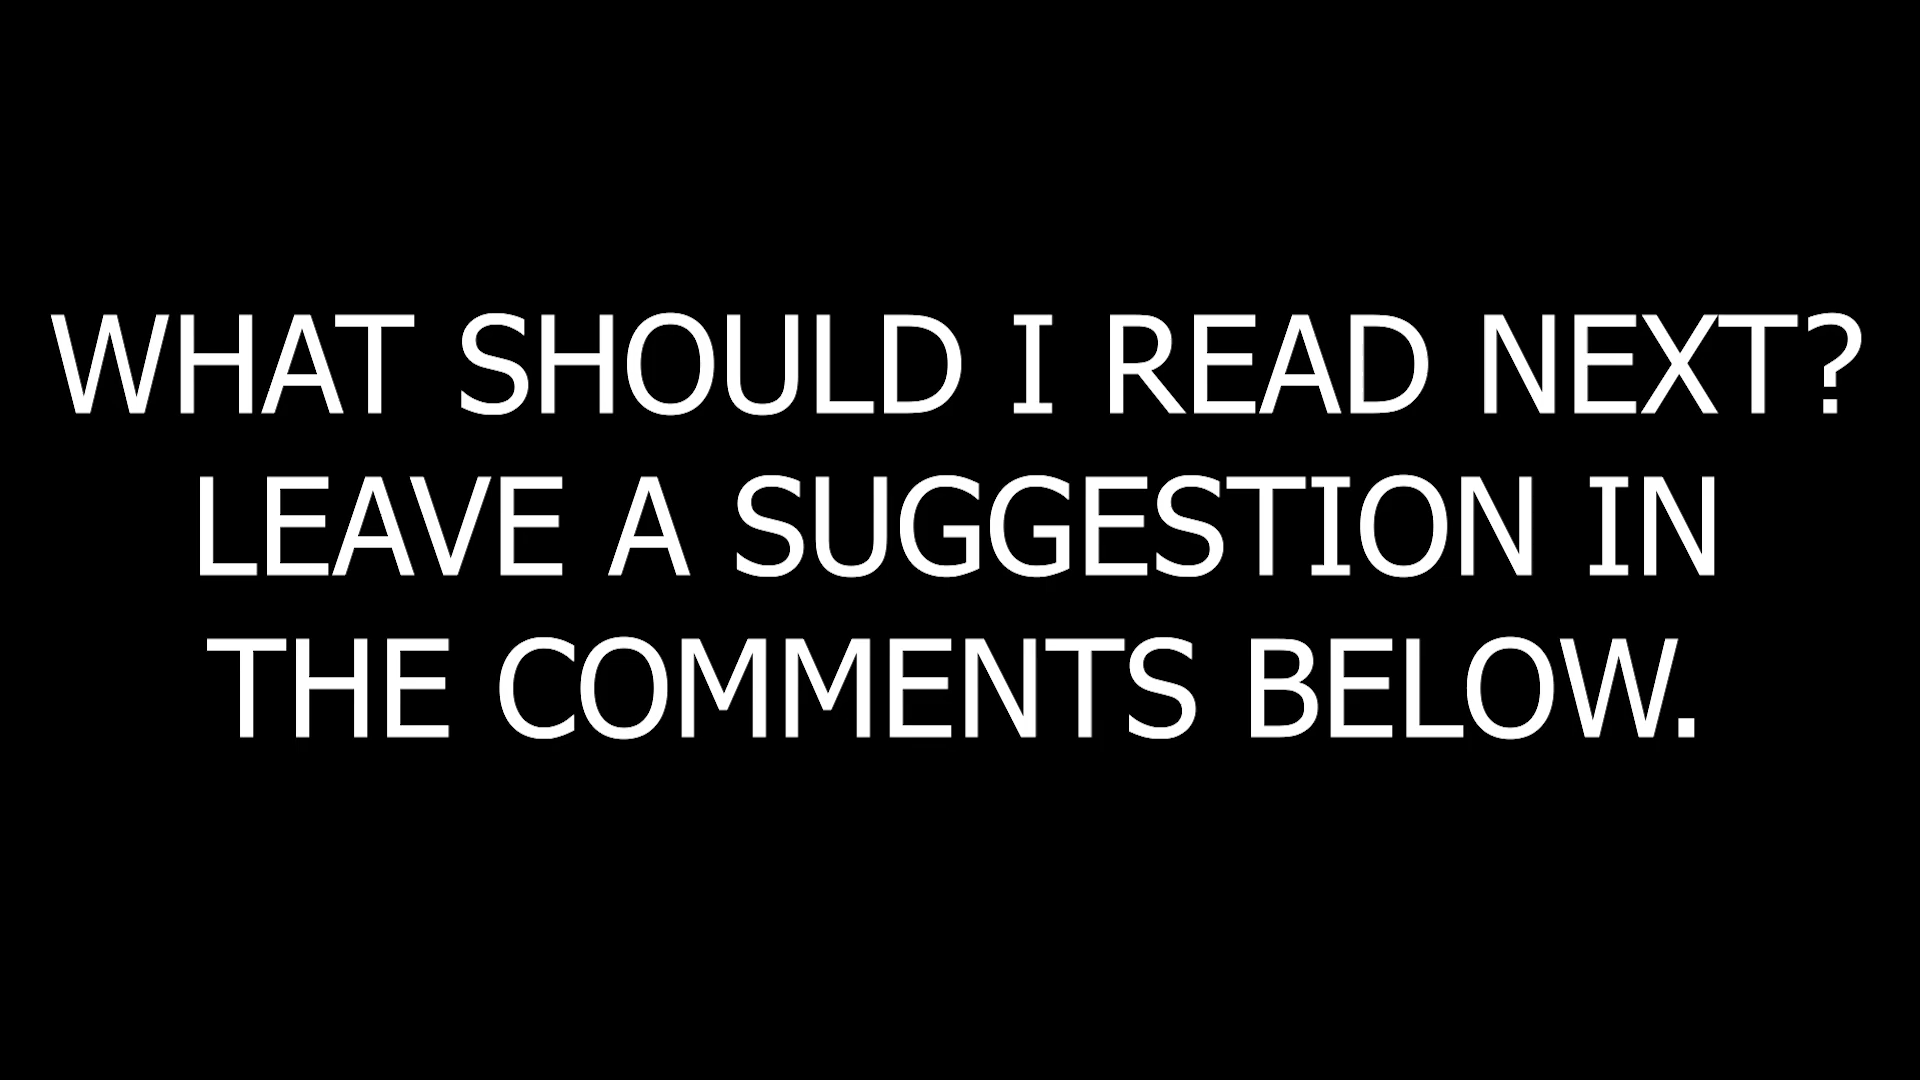 WHAT SHOULD I READ NEXT?
LEAVE A SUGGESTION IN
THE COMMENTS BELOW.